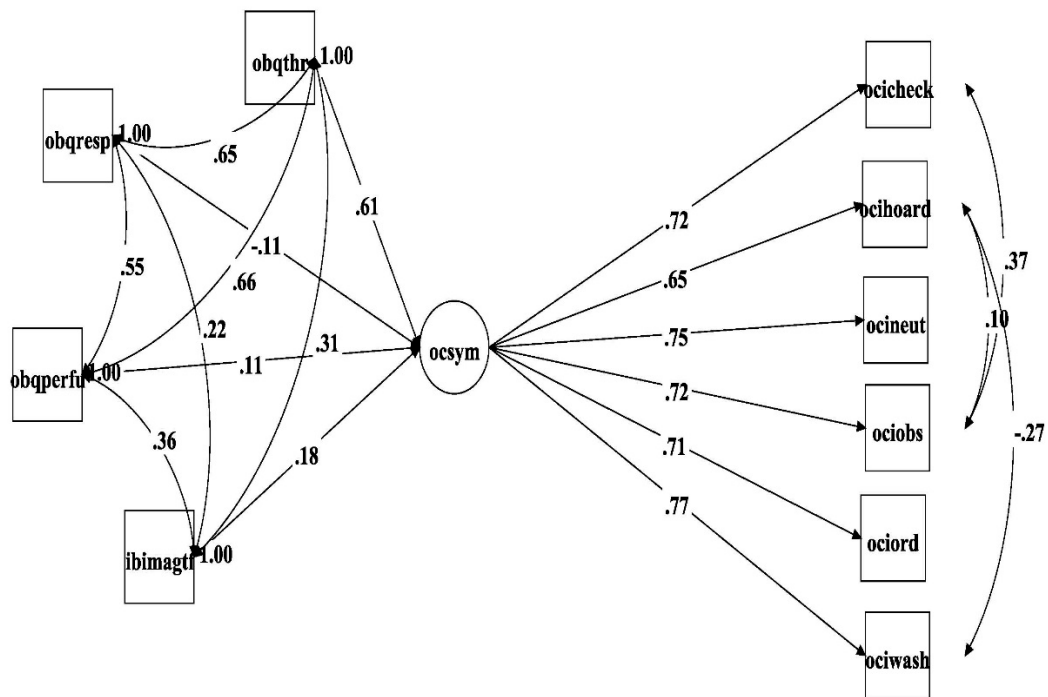 obqthr
1.00
ocicheck
obqresp
1.00
.65
ocihoard
.61
.72
-.11
.37
.55
.66
.65
ocineut
.10
.22
.31
.75
ocsym
obqperfu
1.00
.11
.72
ociobs
-.27
.36
.18
.71
.77
ociord
ibimagtf
1.00
ociwash